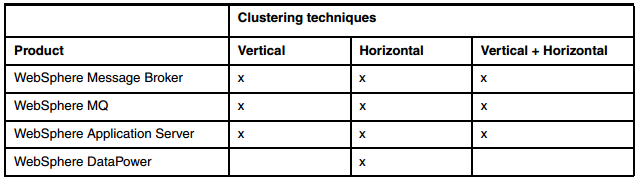 Clustering techniques
Product Vertical Horizontal Vertical + Horizontal
WebSphere Message Broker x x x
WebSphere MQ x x x
WebSphere Application Server x x x
WebSphere DataPower x